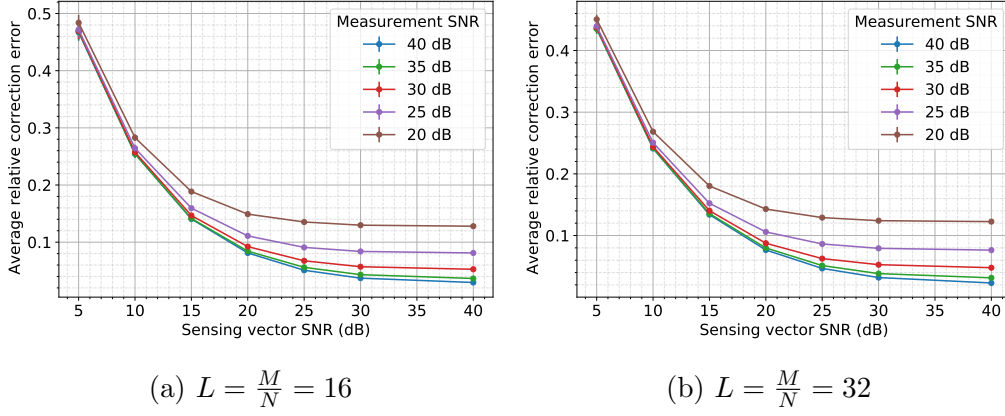 Average relative correction error
0.5
0.4
0.3
0.2
0.1
Measurement SNR
40 dB
35 dB
30 dB
25 dB
20 dB
5 10 15 20 25 30 35 40
Sensing vector SNR (dB)
(a) L = M/N = 16
Average relative correction error
0.4
0.3
0.2
0.1
Measurement SNR
40 dB
35 dB
30 dB
25 dB
20 dB
5 10 15 20 25 30 35 40
Sensing vector SNR (dB)
(b) L = M/N = 32